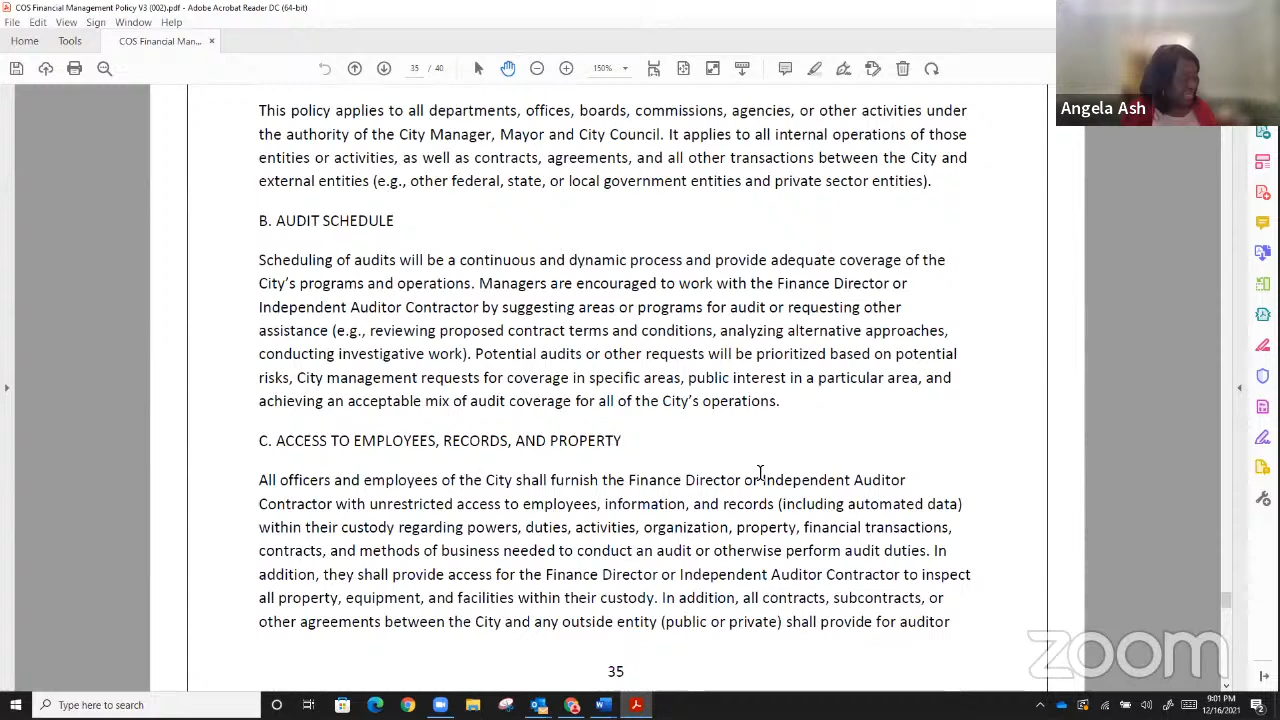 COS Financial Management Policy V3 (002).pdf - Adobe Acrobat Reader DC (64-bit)
File Edit View Sign Window Help
Home Tools COS Financial Man... ×
35 / 40 150%
Angela Ash
This policy applies to all departments, offices, boards, commissions, agencies, or other activities under
the authority of the City Manager, Mayor and City Council. It applies to all internal operations of those
entities or activities, as well as contracts, agreements, and all other transactions between the City and
external entities (e.g., other federal, state, or local government entities and private sector entities).
B. AUDIT SCHEDULE
Scheduling of audits will be a continuous and dynamic process and provide adequate coverage of the
City's programs and operations. Managers are encouraged to work with the Finance Director or
Independent Auditor Contractor by suggesting areas or programs for audit or requesting other
assistance (e.g., reviewing proposed contract terms and conditions, analyzing alternative approaches,
conducting investigative work). Potential audits or other requests will be prioritized based on potential
risks, City management requests for coverage in specific areas, public interest in a particular area, and
achieving an acceptable mix of audit coverage for all of the City's operations.
C. ACCESS TO EMPLOYEES, RECORDS, AND PROPERTY
All officers and employees of the City shall furnish the Finance Director or Independent Auditor
Contractor with unrestricted access to employees, information, and records (including automated data)
within their custody regarding powers, duties, activities, organization, property, financial transactions,
contracts, and methods of business needed to conduct an audit or otherwise perform audit duties. In
addition, they shall provide access for the Finance Director or Independent Auditor Contractor to inspect
all property, equipment, and facilities within their custody. In addition, all contracts, subcontracts, or
other agreements between the City and any outside entity (public or private) shall provide for auditor
35
zoom
Type here to search
9:01 PM
12/16/2021